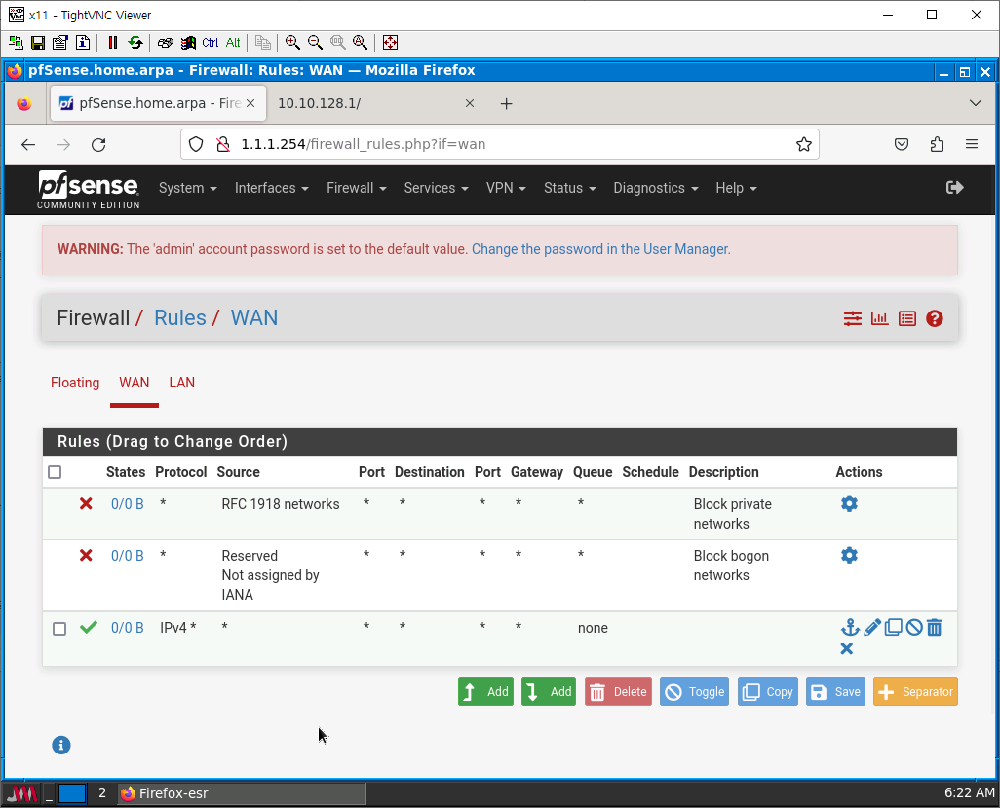 x11 - TightVNC Viewer
Ctrl Alt
pfSense.home.arpa - Firewall: Rules: WAN — Mozilla Firefox
pfSense.home.arpa - Fire
10.10.128.1/
1.1.1.254/firewall_rules.php?if=wan
pfsense
COMMUNITY EDITION
System Interfaces Firewall Services VPN Status Diagnostics Help
WARNING: The 'admin' account password is set to the default value. Change the password in the User Manager.
Firewall / Rules / WAN
Floating WAN LAN
Rules (Drag to Change Order)
States Protocol Source Port Destination Port Gateway Queue Schedule Description Actions
0/0 B * RFC 1918 networks * * * * * Block private
networks
0/0 B * Reserved * * * * * Block bogon
Not assigned by networks
IANA
0/0 B IPv4 * * * * * * none
Add Add Delete Toggle Copy Save Separator
2 Firefox-esr 6:22 AM